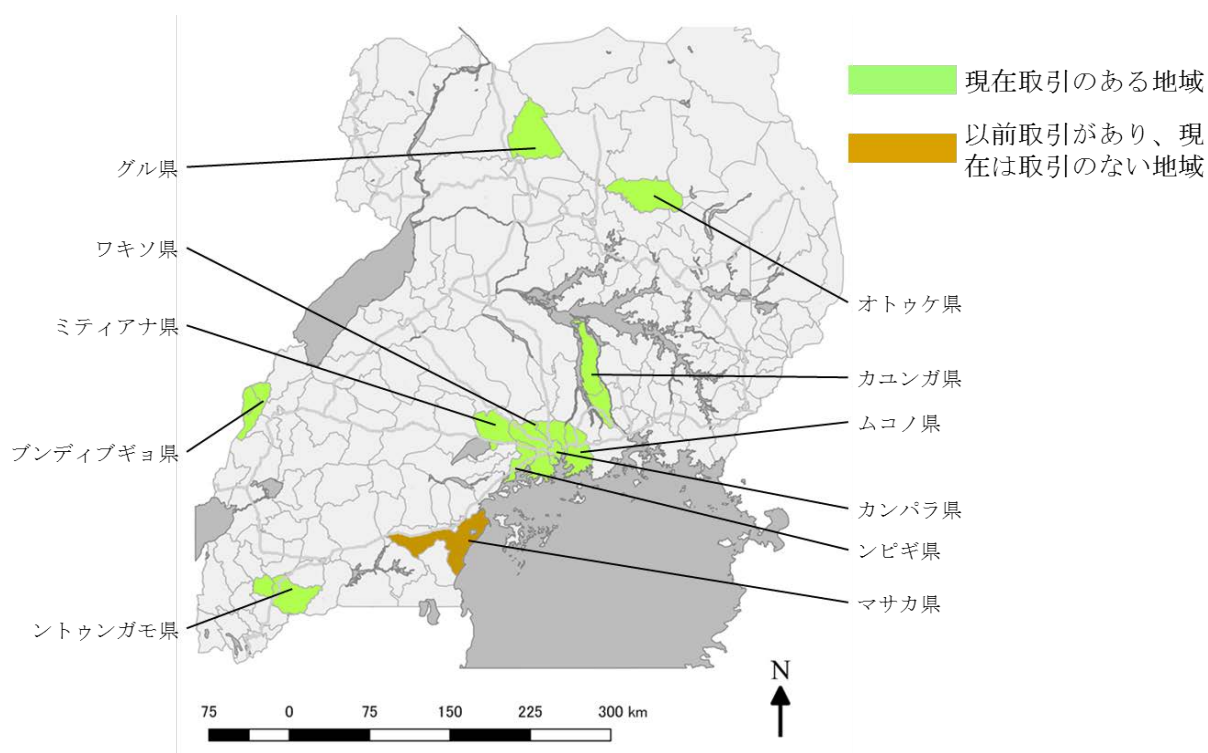 現在取引のある地域
以前取引があり、現
在は取引のない地域
グル県
ワキソ県
ミティアナ県
ブンディブギョ県
ントゥンガモ県
オトゥケ県
カユンガ県
ムコノ県
カンパラ県
ンピギ県
マサカ県
N
75 0 75 150 225 300 km